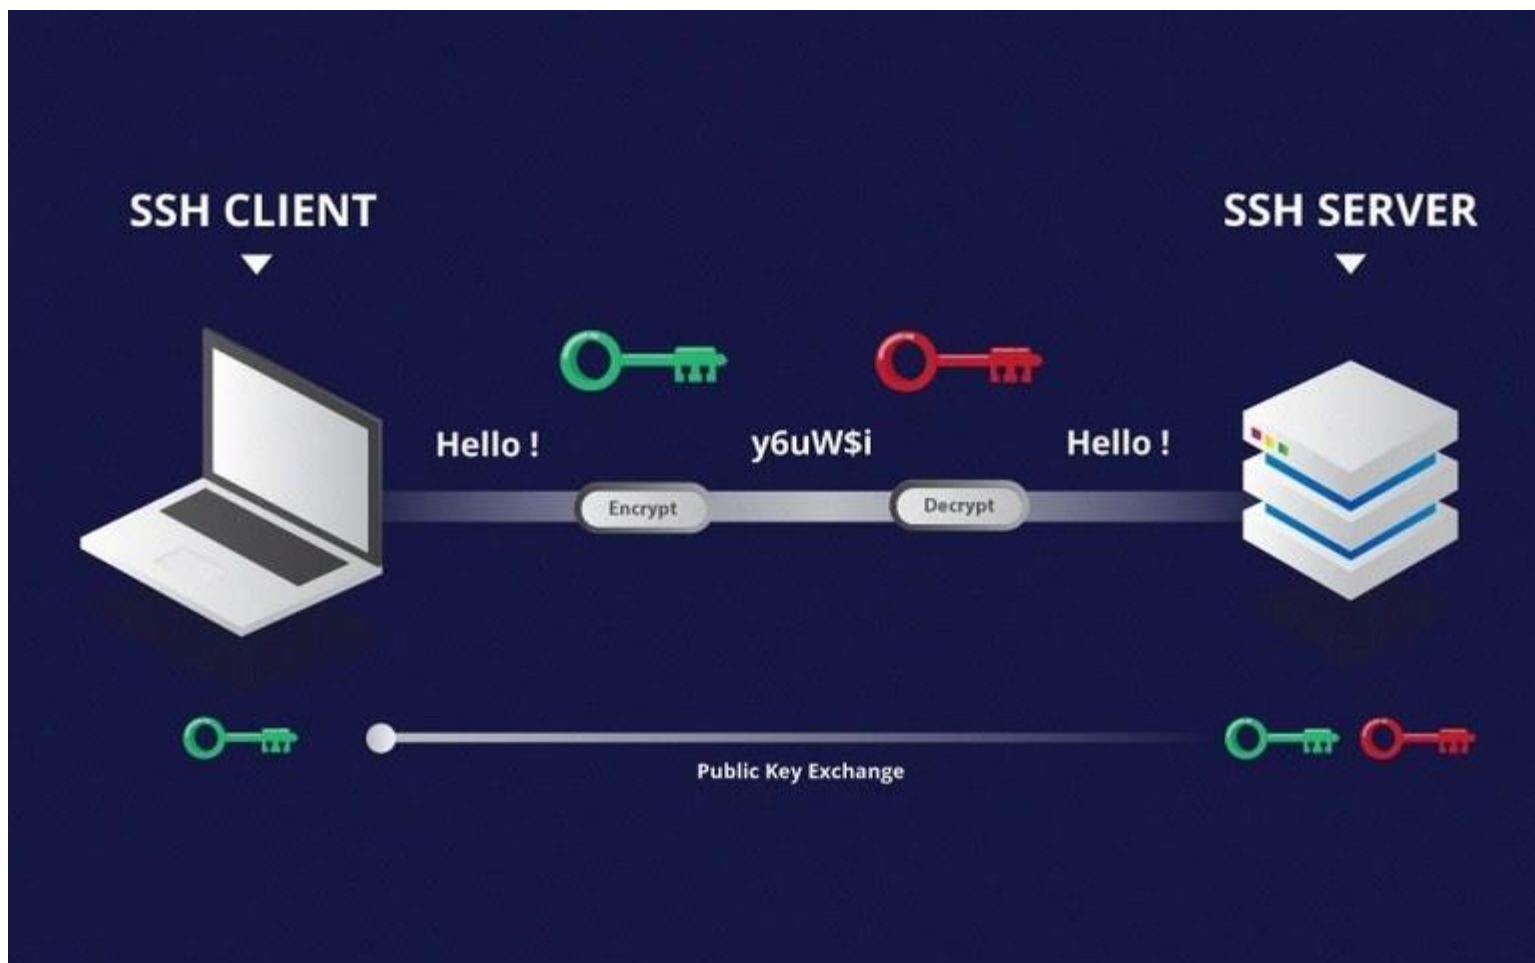 SSH CLIENT
SSH SERVER
Hello !
y6uW$i
Hello !
Encrypt
Decrypt
Public Key Exchange